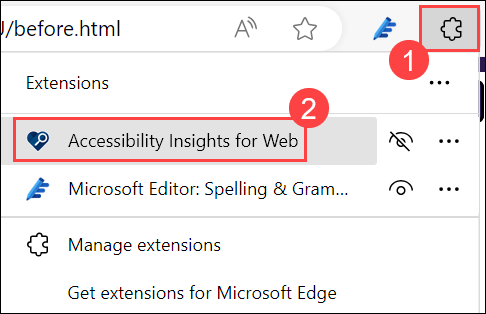 J/before.html
1
Extensions
2
Accessibility Insights for Web
Microsoft Editor: Spelling & Gram...
Manage extensions
Get extensions for Microsoft Edge